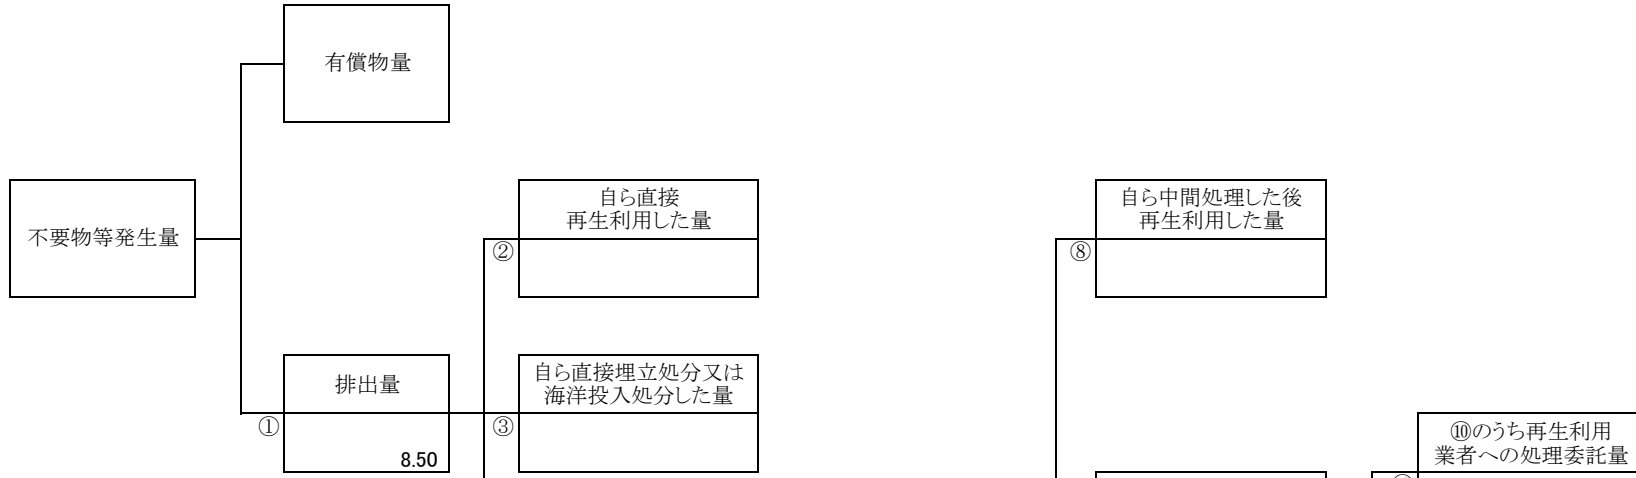 有償物量
不要物等発生量
自ら直接
再生利用した量
②
自ら中間処理した後
再生利用した量
⑧
排出量
①
8.50
自ら直接埋立処分又は
海洋投入処分した量
③
⑩のうち再生利用
業者への処理委託量